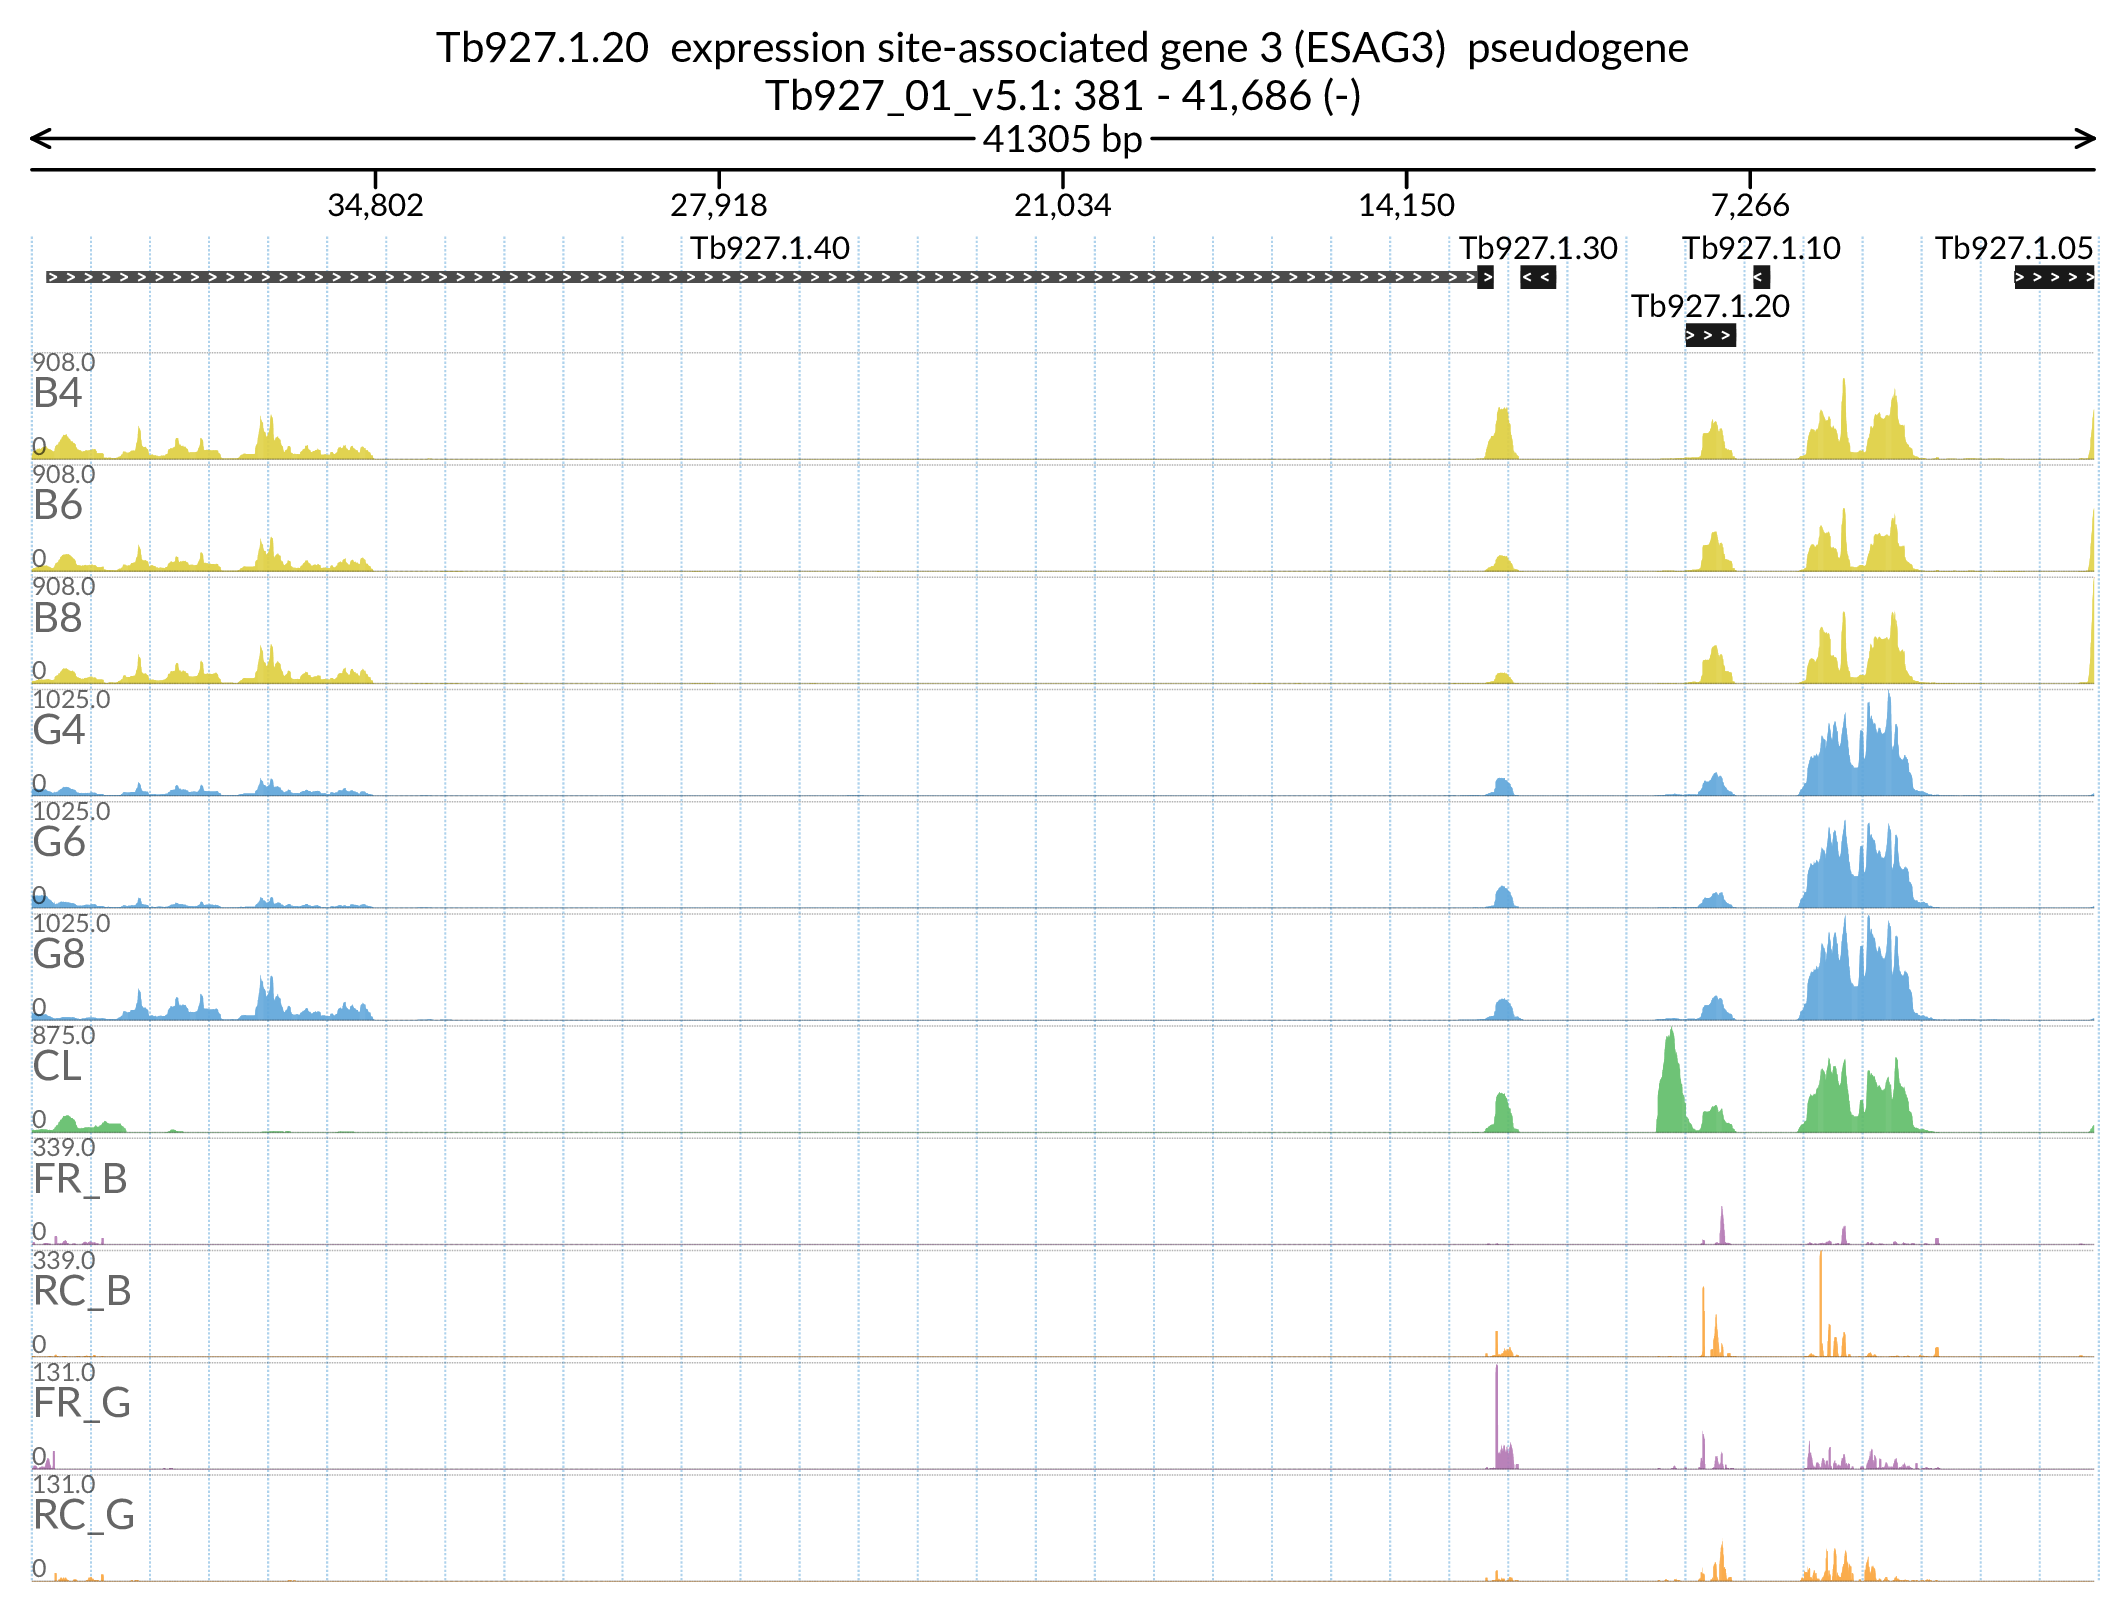 Tb927.1.20 expression site-associated gene 3 (ESAG3) pseudogene
Tb927_01_v5.1: 381 - 41,686 (-)
41305 bp
34,802 27,918 21,034 14,150 7,266
Tb927.1.40 Tb927.1.30 Tb927.1.10 Tb927.1.05
Tb927.1.20
908.0
B4
0
908.0
B6
0
908.0
B8
0
1025.0
G4
0
1025.0
G6
0
1025.0
G8
0
875.0
CL
0
339.0
FR_B
0
339.0
RC_B
0
131.0
FR_G
0
131.0
RC_G
0